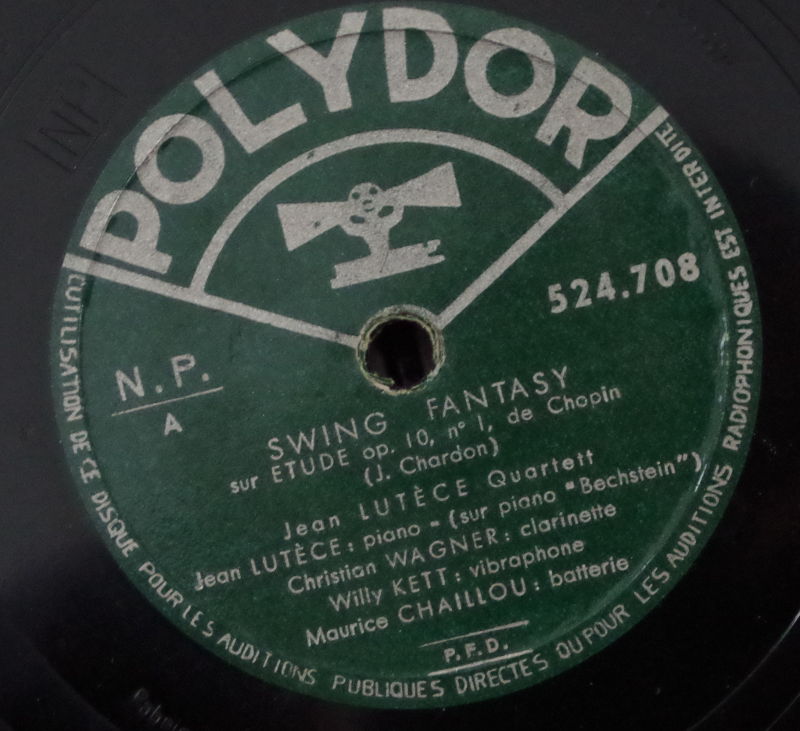 POLYDOR
524.708
N.P.
A
SWING FANTASY
sur ETUDE op. 10, n° 1, de Chopin
(J. Chardon)
Jean LUTÈCE Quartett
Jean LUTÈCE : piano - (sur piano "Bechstein")
Christian WAGNER : clarinette
Willy KETT : vibraphone
Maurice CHAILLOU : batterie
P.F.D.
L'UTILISATION DE CE DISQUE POUR LES AUDITIONS PUBLIQUES DIRECTES OU POUR LES AUDITIONS RADIOPHONIQUES EST INTERDITE
NP